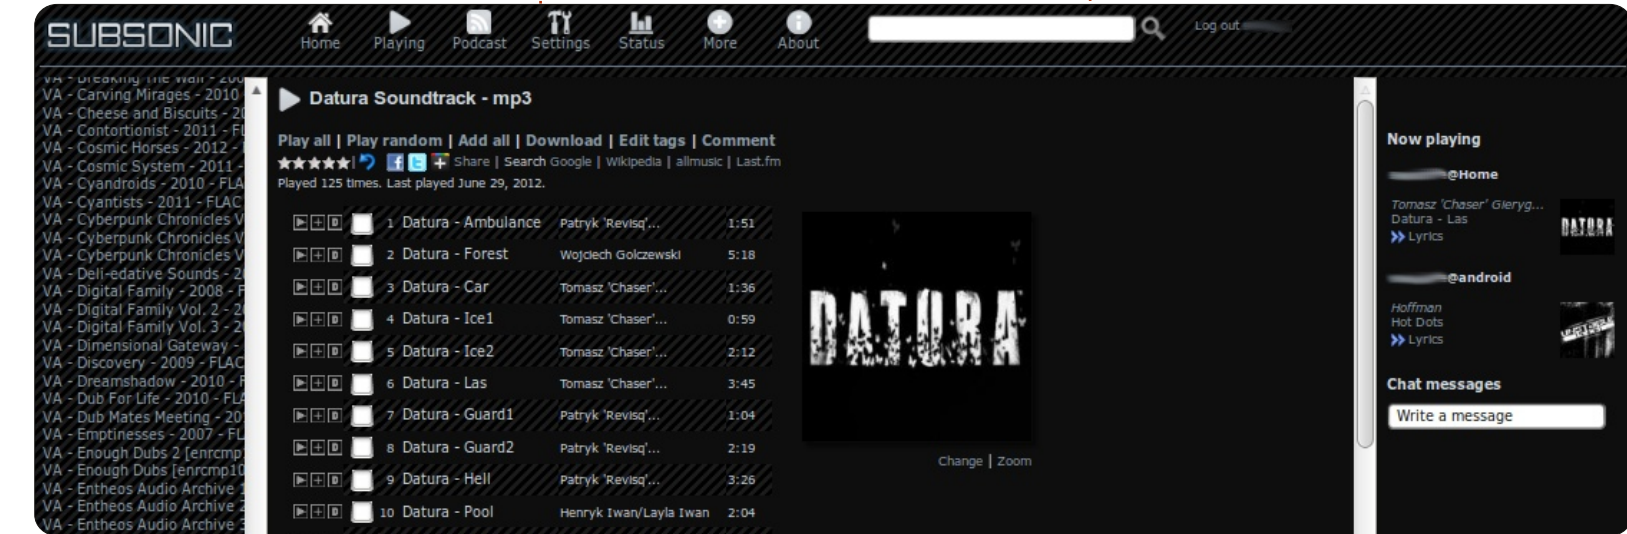 SUBSONIC
Home
Playing
Podcast
Settings
Status
More
About
Log out
VA - Breaking The Wall - 200
VA - Carving Mirages - 2010
VA - Cheese and Biscuits - 20
VA - Contortionist - 2011 - FL
VA - Cosmic Horses - 2012 -
VA - Cosmic System - 2011 -
VA - Cyandroids - 2010 - FLA
VA - Cyantists - 2011 - FLAC
VA - Cyberpunk Chronicles V
VA - Cyberpunk Chronicles V
VA - Cyberpunk Chronicles V
VA - Deli-edative Sounds - 20
VA - Digital Family - 2008 - F
VA - Digital Family Vol. 2 - 20
VA - Digital Family Vol. 3 - 20
VA - Dimensional Gateway -
VA - Discovery - 2009 - FLAC
VA - Dreamshadow - 2010 - F
VA - Dub For Life - 2010 - FLA
VA - Dub Mates Meeting - 20
VA - Emptinesses - 2007 - FL
VA - Enough Dubs 2 [enrcmp
VA - Enough Dubs [enrcmp10
VA - Entheos Audio Archive 1
VA - Entheos Audio Archive 2
VA - Entheos Audio Archive 3
Datura Soundtrack - mp3
Play all | Play random | Add all | Download | Edit tags | Comment
Share | Search Google | Wikipedia | allmusic | Last.fm
Played 125 times. Last played June 29, 2012.
1 Datura - Ambulance Patryk 'Revisq'... 1:51
2 Datura - Forest Wojciech Golczewski 5:18
3 Datura - Car Tomasz 'Chaser'... 1:36
4 Datura - Ice1 Tomasz 'Chaser'... 0:59
5 Datura - Ice2 Tomasz 'Chaser'... 2:12
6 Datura - Las Tomasz 'Chaser'... 3:45
7 Datura - Guard1 Patryk 'Revisq'... 1:04
8 Datura - Guard2 Patryk 'Revisq'... 2:19
9 Datura - Hell Patryk 'Revisq'... 3:26
10 Datura - Pool Henryk Iwan/Layla Iwan 2:04
DATURA
Change | Zoom
Now playing
@Home
Tomasz 'Chaser' Gieryg...
Datura - Las
Lyrics
DATURA
@android
Hoffman
Hot Dots
Lyrics
Chat messages
Write a message